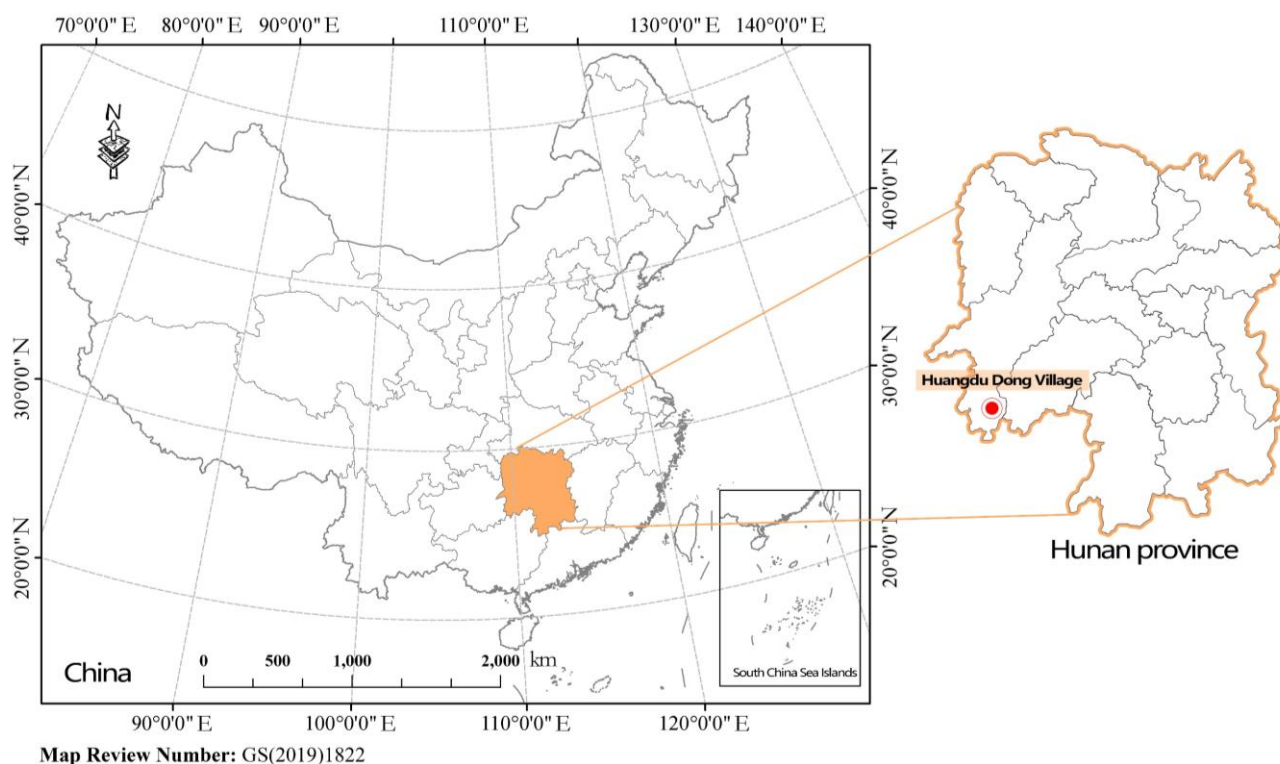 70°0'0"E 80°0'0"E 90°0'0"E 110°0'0"E 130°0'0"E 140°0'0"E
N
40°0'0"N
30°0'0"N
20°0'0"N
40°0'0"N
30°0'0"N
20°0'0"N
Huangdu Dong Village
Hunan province
China
0 500 1,000 2,000 km
South China Sea Islands
90°0'0"E 100°0'0"E 110°0'0"E 120°0'0"E
Map Review Number: GS(2019)1822